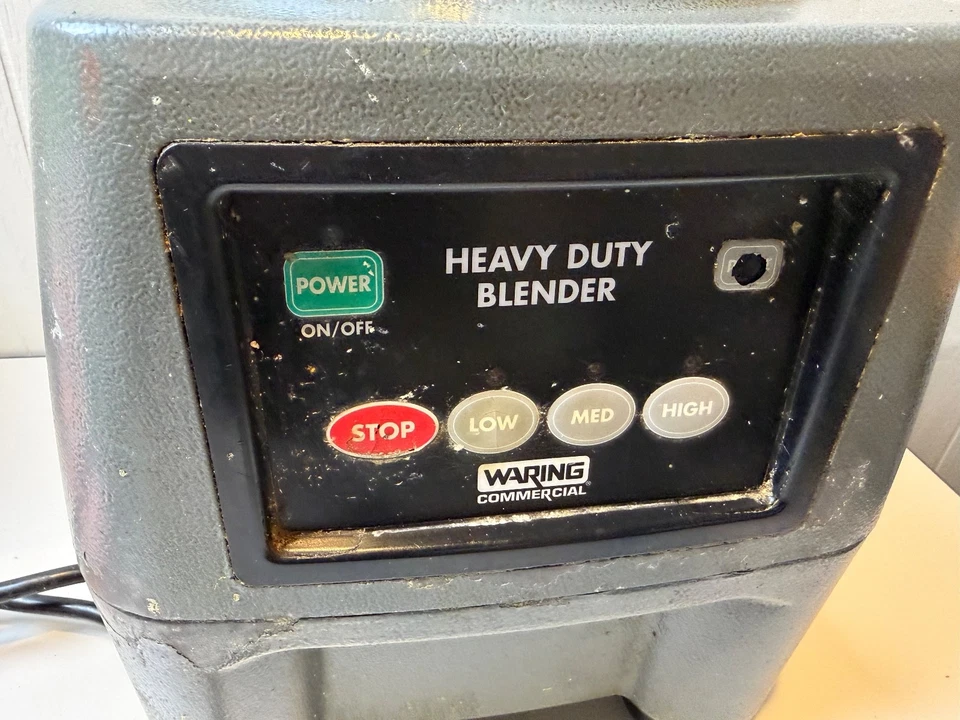 POWER
HEAVY DUTY
BLENDER
ON/OFF
STOP
LOW
MED
HIGH
WARING
COMMERCIAL